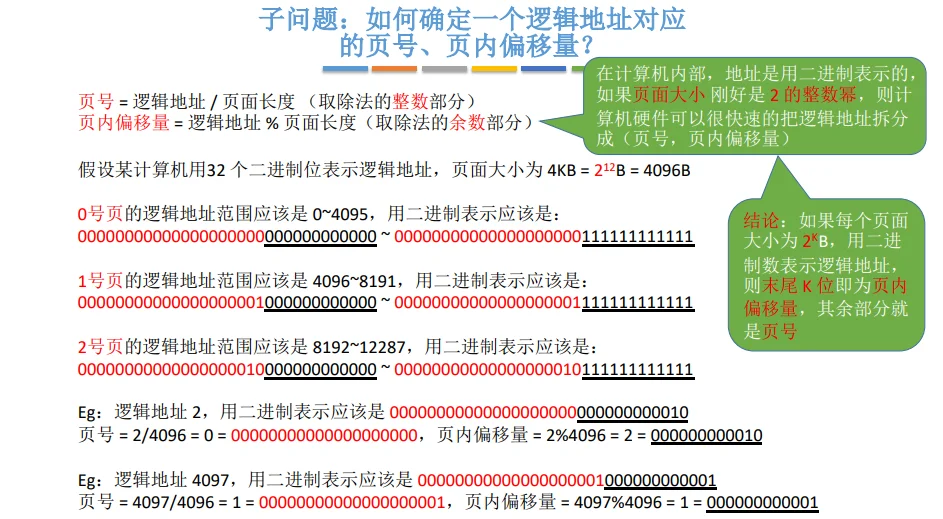 子问题：如何确定一个逻辑地址对应
的页号、页内偏移量？
在计算机内部，地址是用二进制表示的，
如果页面大小 刚好是 2 的整数幂，则计
算机硬件可以很快速的把逻辑地址拆分
成（页号，页内偏移量）
页号 = 逻辑地址 / 页面长度 （取除法的整数部分）
页内偏移量 = 逻辑地址 % 页面长度（取除法的余数部分）
假设某计算机用32 个二进制位表示逻辑地址，页面大小为 4KB = 2¹²B = 4096B
0号页的逻辑地址范围应该是 0~4095，用二进制表示应该是：
00000000000000000000000000000000 ~ 00000000000000000000111111111111
1号页的逻辑地址范围应该是 4096~8191，用二进制表示应该是：
00000000000000000001000000000000 ~ 00000000000000000001111111111111
2号页的逻辑地址范围应该是 8192~12287，用二进制表示应该是：
00000000000000000010000000000000 ~ 00000000000000000010111111111111
结论：如果每个页面
大小为 2ᴷB，用二进
制数表示逻辑地址，
则末尾 K 位即为页内
偏移量，其余部分就
是页号
Eg：逻辑地址 2，用二进制表示应该是 00000000000000000000000000000010
页号 = 2/4096 = 0 = 00000000000000000000，页内偏移量 = 2%4096 = 2 = 000000000010
Eg：逻辑地址 4097，用二进制表示应该是 00000000000000000001000000000001
页号 = 4097/4096 = 1 = 00000000000000000001，页内偏移量 = 4097%4096 = 1 = 000000000001